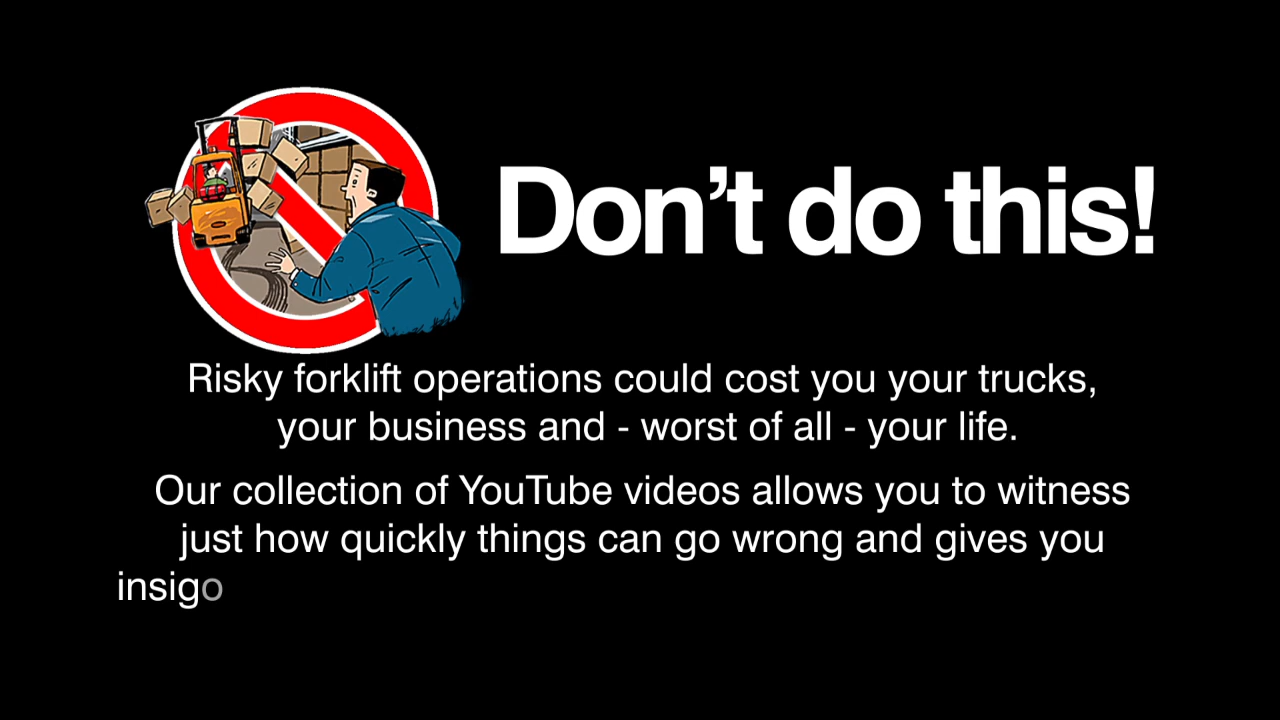 Don't do this!
Risky forklift operations could cost you your trucks,
your business and - worst of all - your life.
Our collection of YouTube videos allows you to witness
just how quickly things can go wrong and gives you
insigo